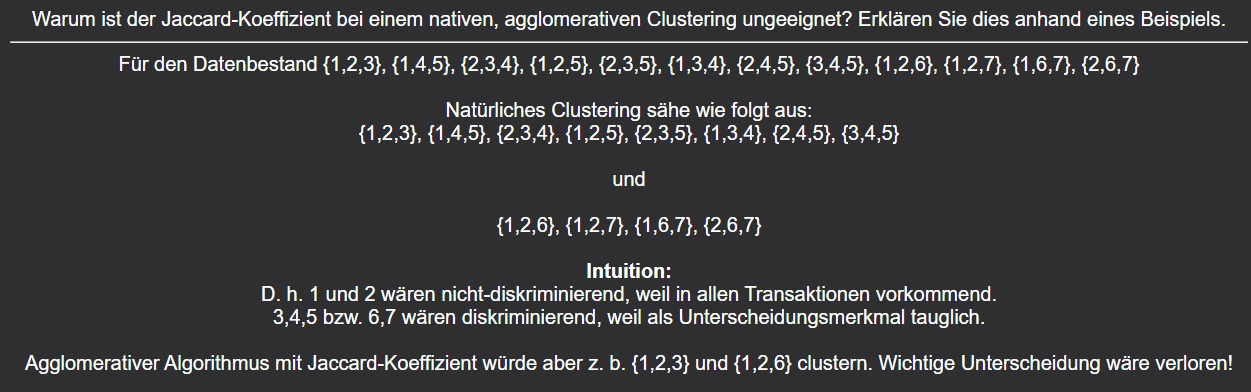 Warum ist der Jaccard-Koeffizient bei einem nativen, agglomerativen Clustering ungeeignet? Erklären Sie dies anhand eines Beispiels.
Für den Datenbestand {1,2,3}, {1,4,5}, {2,3,4}, {1,2,5}, {2,3,5}, {1,3,4}, {2,4,5}, {3,4,5}, {1,2,6}, {1,2,7}, {1,6,7}, {2,6,7}
Natürliches Clustering sähe wie folgt aus:
{1,2,3}, {1,4,5}, {2,3,4}, {1,2,5}, {2,3,5}, {1,3,4}, {2,4,5}, {3,4,5}
und
{1,2,6}, {1,2,7}, {1,6,7}, {2,6,7}
Intuition:
D. h. 1 und 2 wären nicht-diskriminierend, weil in allen Transaktionen vorkommend.
3,4,5 bzw. 6,7 wären diskriminierend, weil als Unterscheidungsmerkmal tauglich.
Agglomerativer Algorithmus mit Jaccard-Koeffizient würde aber z. b. {1,2,3} und {1,2,6} clustern. Wichtige Unterscheidung wäre verloren!